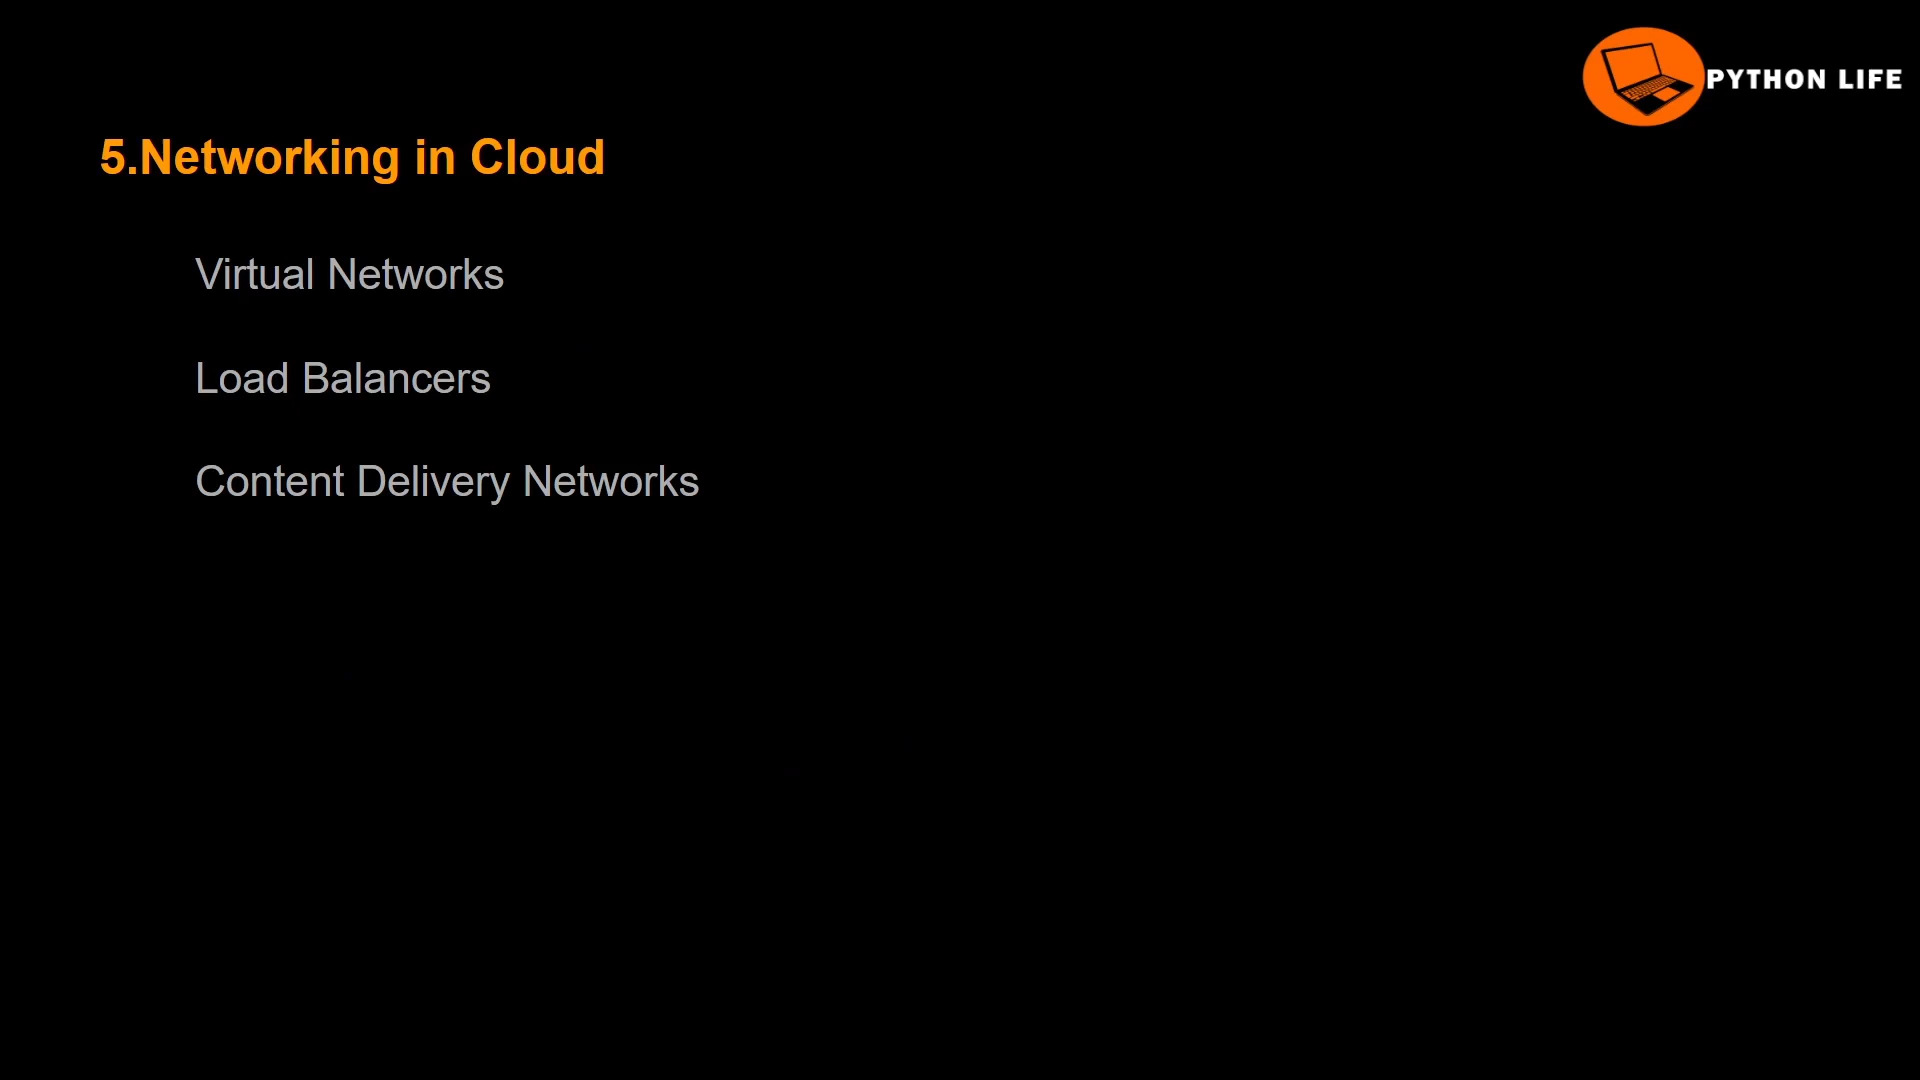 PYTHON LIFE
5.Networking in Cloud
Virtual Networks
Load Balancers
Content Delivery Networks